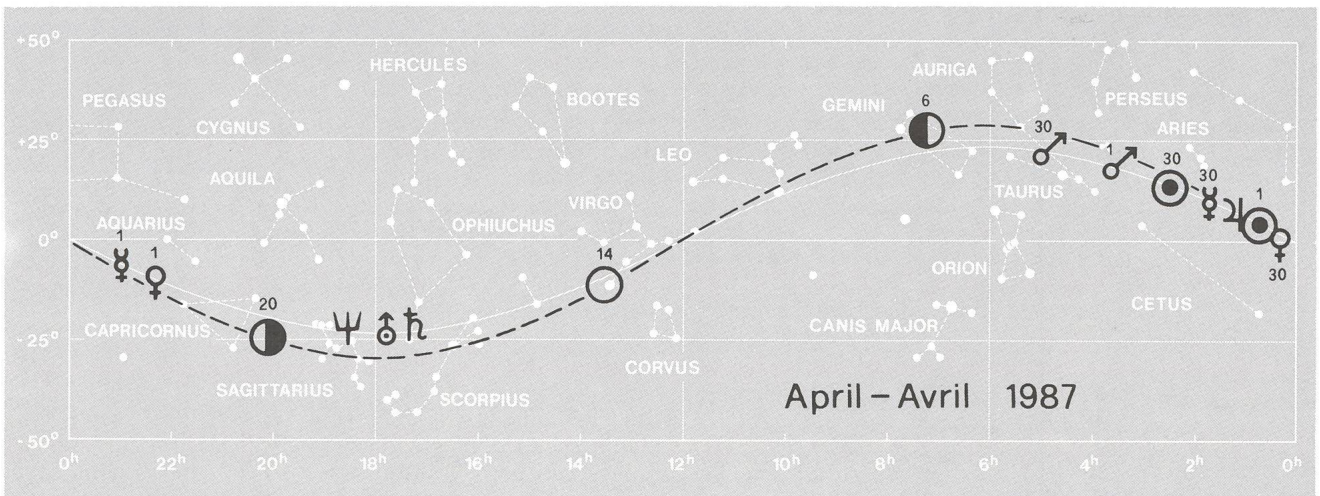 +50°
HERCULES
AURIGA
PEGASUS
BOOTES
GEMINI
6
PERSEUS
CYGNUS
30
ARIES
+25°
1
LEO
30
30
AQUILA
TAURUS
1
VIRGO
AQUARIUS
OPHIUCHUS
1
0°
1
14
ORION
30
20
CETUS
CAPRICORNUS
CANIS MAJOR
-25°
CORVUS
SAGITTARIUS
SCORPIUS
April – Avril 1987
-50°
0h 22h 20h 18h 16h 14h 12h 10h 8h 6h 4h 2h 0h